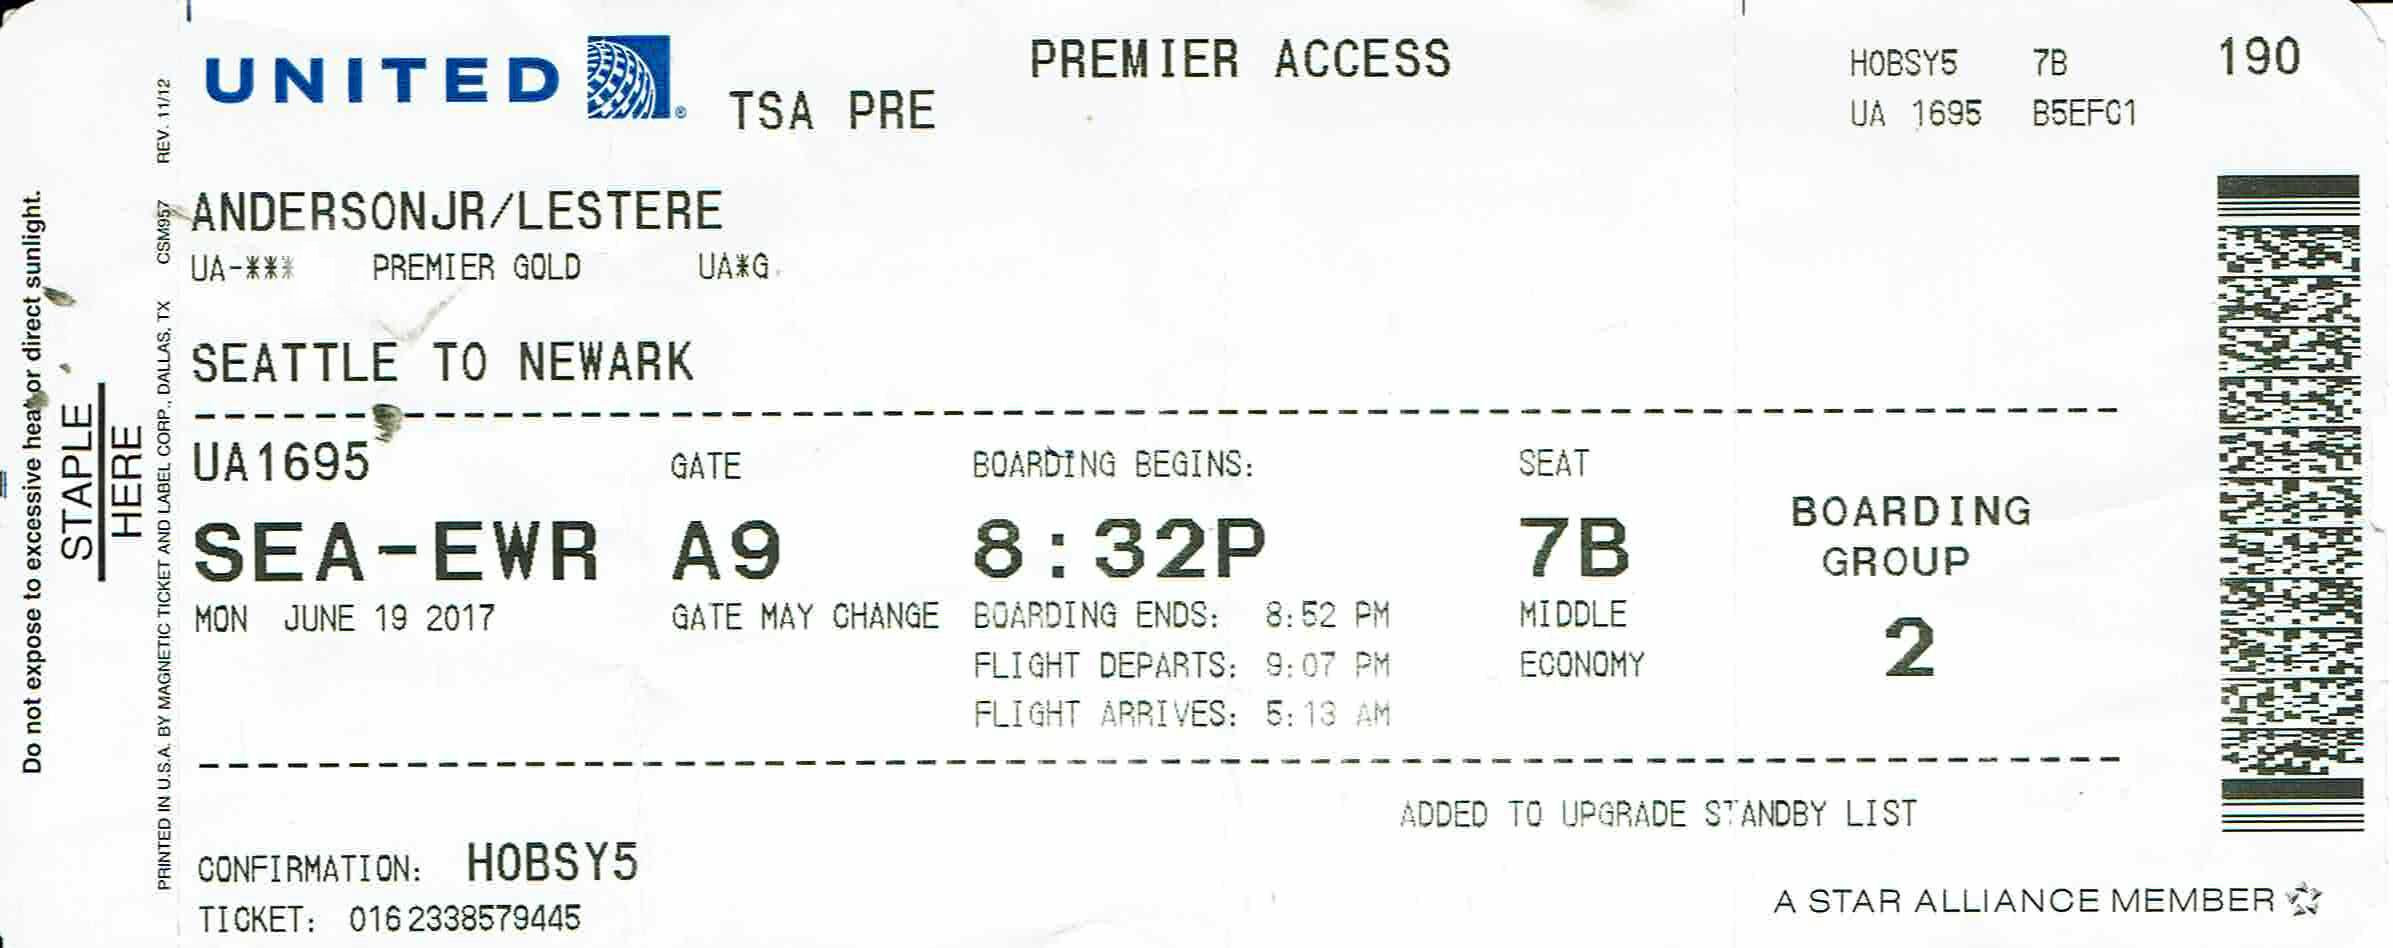 UNITED
TSA PRE
PREMIER ACCESS
HOBSY5 7B
UA 1695 B5EFC1
190
ANDERSONJR/LESTERE
UA-*** PREMIER GOLD UA*G
SEATTLE TO NEWARK
UA1695 GATE BOARDING BEGINS: SEAT
SEA-EWR A9 8:32P 7B
MON JUNE 19 2017 GATE MAY CHANGE BOARDING ENDS: 8:52 PM MIDDLE
FLIGHT DEPARTS: 9:07 PM ECONOMY
FLIGHT ARRIVES: 5:13 AM
BOARDING
GROUP
2
ADDED TO UPGRADE STANDBY LIST
CONFIRMATION: HOBSY5
TICKET: 0162338579445
A STAR ALLIANCE MEMBER
Do not expose to excessive heat or direct sunlight.
STAPLE
HERE
PRINTED IN U.S.A. BY MAGNETIC TICKET AND LABEL CORP., DALLAS, TX CSM957 REV. 11/12